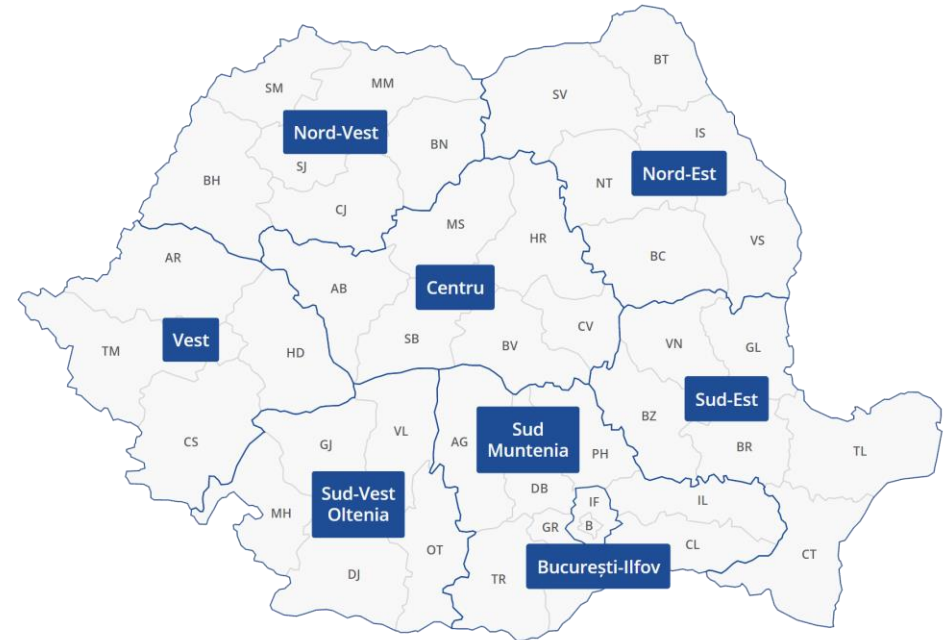 BT
SM
MM
SV
Nord-Vest
IS
BN
SJ
Nord-Est
BH
NT
CJ
MS
HR
VS
AR
BC
AB
Centru
CV
Vest
SB
BV
VN
GL
TM
HD
Sud-Est
BZ
CS
GJ
VL
AG
Sud
Muntenia
PH
BR
TL
Sud-Vest
Oltenia
DB
IF
IL
MH
GR
B
OT
CL
CT
DJ
TR
București-Ilfov